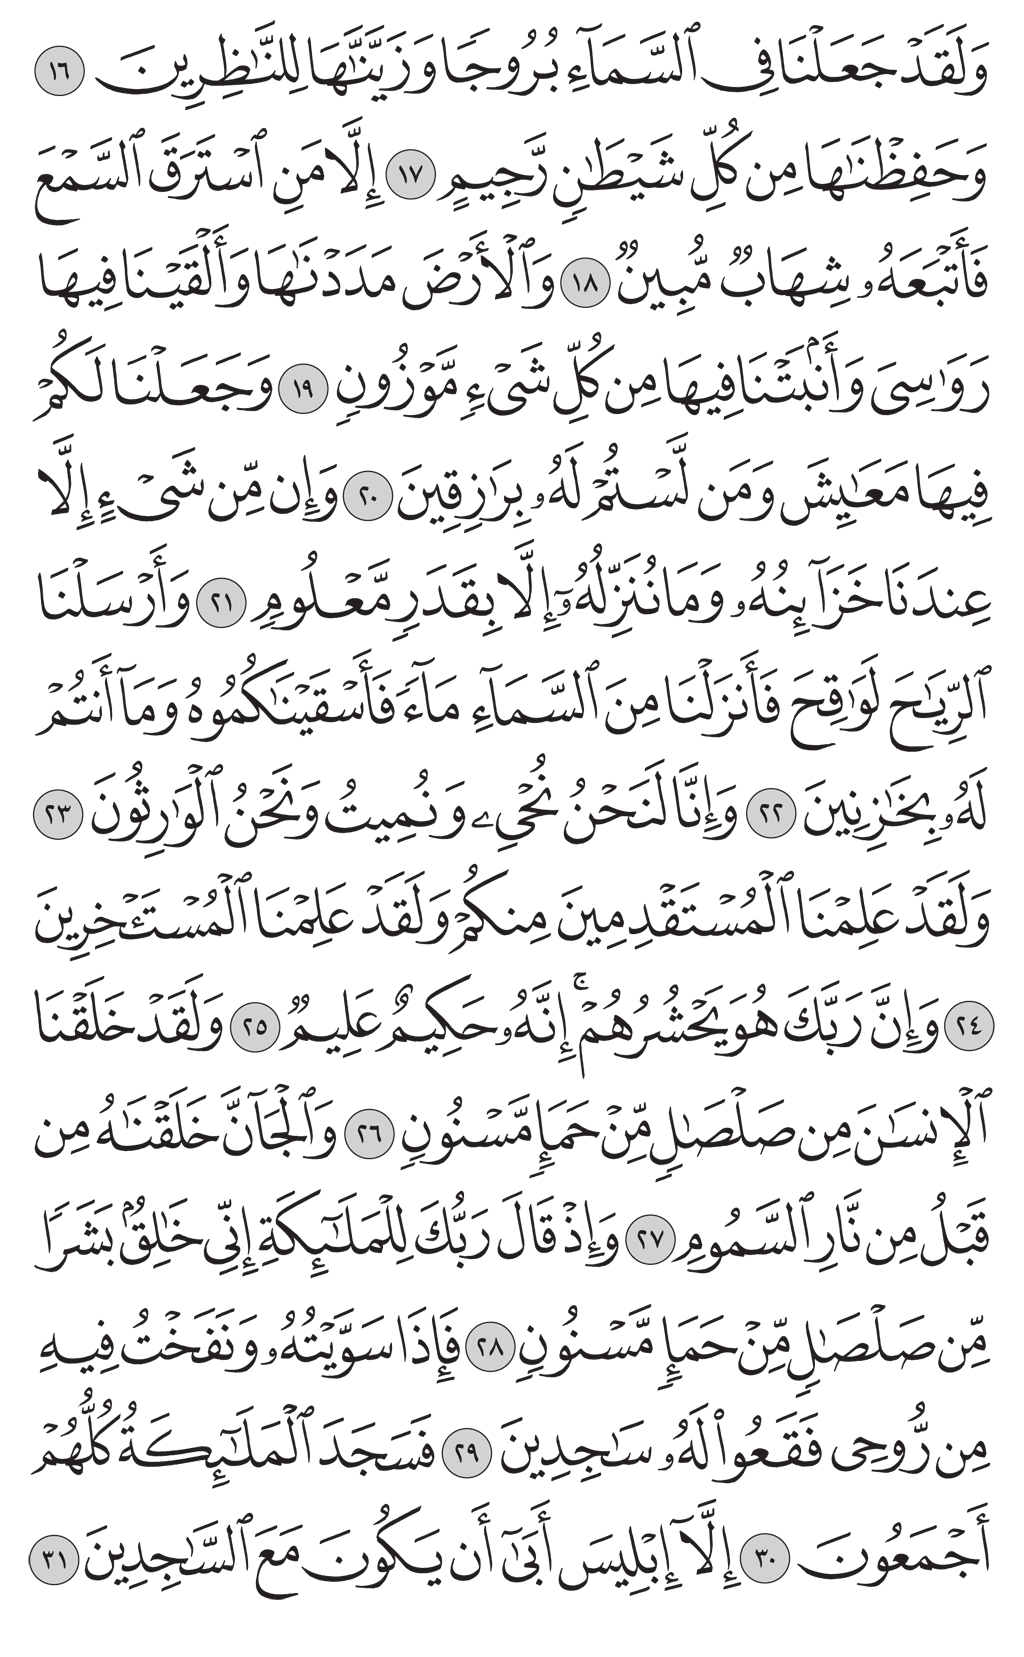 وَلَقَدْ جَعَلْنَا فِى ٱلسَّمَآءِ بُرُوجًا وَزَيَّنَّٰهَا لِلنَّٰظِرِينَ ١٦
وَحَفِظْنَٰهَا مِن كُلِّ شَيْطَٰنٍ رَّجِيمٍ ١٧ إِلَّا مَنِ ٱسْتَرَقَ ٱلسَّمْعَ
فَأَتْبَعَهُۥ شِهَابٌ مُّبِينٌ ١٨ وَٱلْأَرْضَ مَدَدْنَٰهَا وَأَلْقَيْنَا فِيهَا
رَوَٰسِىَ وَأَنۢبَتْنَا فِيهَا مِن كُلِّ شَىْءٍ مَّوْزُونٍ ١٩ وَجَعَلْنَا لَكُمْ
فِيهَا مَعَٰيِشَ وَمَن لَّسْتُمْ لَهُۥ بِرَٰزِقِينَ ٢٠ وَإِن مِّن شَىْءٍ إِلَّا
عِندَنَا خَزَآئِنُهُۥ وَمَا نُنَزِّلُهُۥٓ إِلَّا بِقَدَرٍ مَّعْلُومٍ ٢١ وَأَرْسَلْنَا
ٱلرِّيَٰحَ لَوَٰقِحَ فَأَنزَلْنَا مِنَ ٱلسَّمَآءِ مَآءً فَأَسْقَيْنَٰكُمُوهُ وَمَآ أَنتُمْ
لَهُۥ بِخَٰزِنِينَ ٢٢ وَإِنَّا لَنَحْنُ نُحْىِۦ وَنُمِيتُ وَنَحْنُ ٱلْوَٰرِثُونَ ٢٣
وَلَقَدْ عَلِمْنَا ٱلْمُسْتَقْدِمِينَ مِنكُمْ وَلَقَدْ عَلِمْنَا ٱلْمُسْتَـْٔخِرِينَ
٢٤ وَإِنَّ رَبَّكَ هُوَ يَحْشُرُهُمْ ۚ إِنَّهُۥ حَكِيمٌ عَلِيمٌ ٢٥ وَلَقَدْ خَلَقْنَا
ٱلْإِنسَٰنَ مِن صَلْصَٰلٍ مِّنْ حَمَإٍ مَّسْنُونٍ ٢٦ وَٱلْجَآنَّ خَلَقْنَٰهُ مِن
قَبْلُ مِن نَّارِ ٱلسَّمُومِ ٢٧ وَإِذْ قَالَ رَبُّكَ لِلْمَلَٰٓئِكَةِ إِنِّى خَٰلِقٌۢ بَشَرًا
مِّن صَلْصَٰلٍ مِّنْ حَمَإٍ مَّسْنُونٍ ٢٨ فَإِذَا سَوَّيْتُهُۥ وَنَفَخْتُ فِيهِ
مِن رُّوحِى فَقَعُوا۟ لَهُۥ سَٰجِدِينَ ٢٩ فَسَجَدَ ٱلْمَلَٰٓئِكَةُ كُلُّهُمْ
أَجْمَعُونَ ٣٠ إِلَّآ إِبْلِيسَ أَبَىٰٓ أَن يَكُونَ مَعَ ٱلسَّٰجِدِينَ ٣١